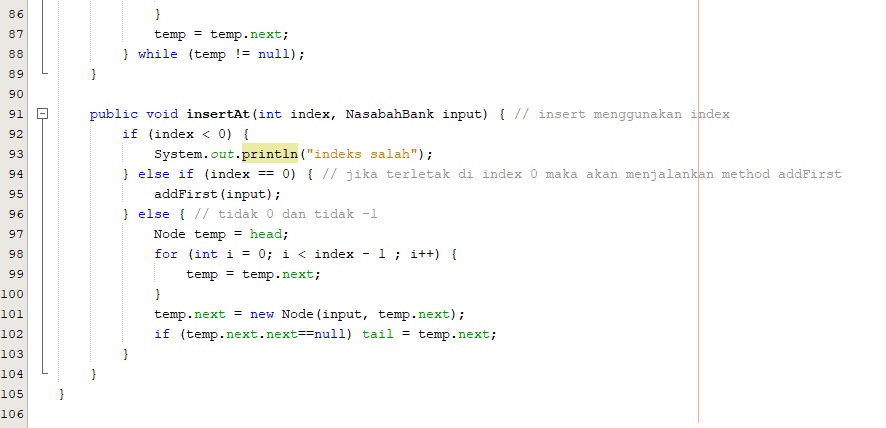 86 }
87 temp = temp.next;
88 } while (temp != null);
89 }
90
91 public void insertAt(int index, NasabahBank input) { // insert menggunakan index
92 if (index < 0) {
93 System.out.println("indeks salah");
94 } else if (index == 0) { // jika terletak di index 0 maka akan menjalankan method addFirst
95 addFirst(input);
96 } else { // tidak 0 dan tidak -1
97 Node temp = head;
98 for (int i = 0; i < index - 1 ; i++) {
99 temp = temp.next;
100 }
101 temp.next = new Node(input, temp.next);
102 if (temp.next.next==null) tail = temp.next;
103 }
104 }
105 }
106